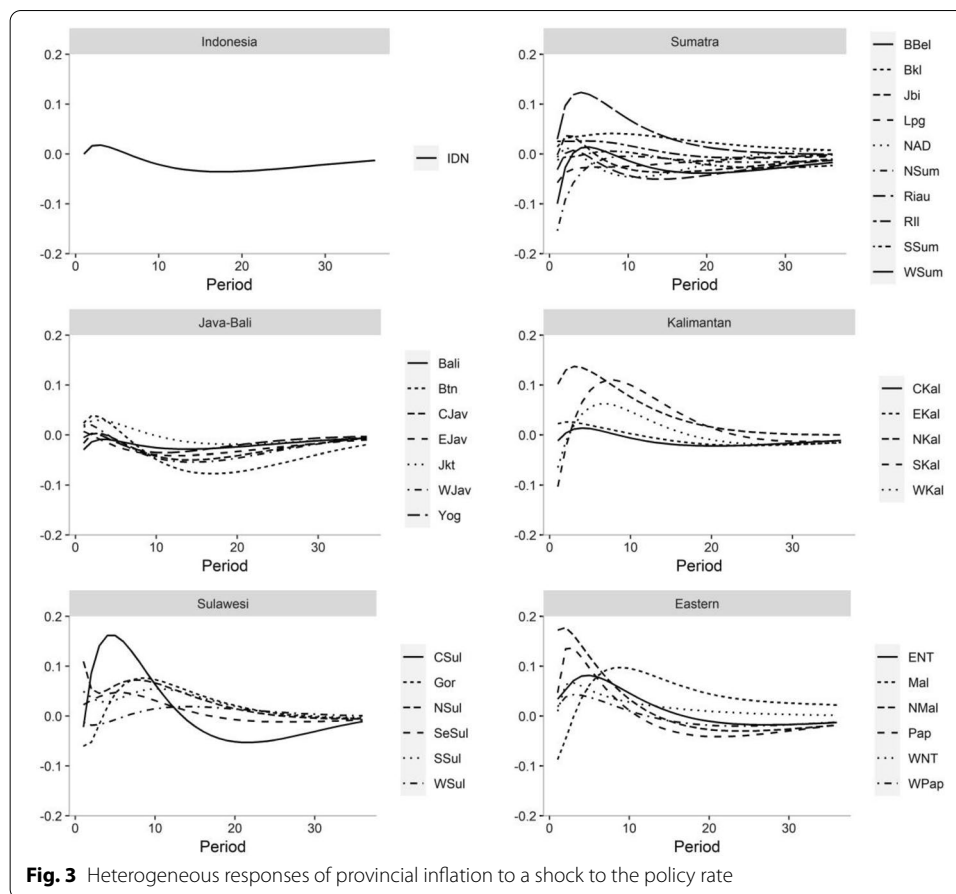 Indonesia
0.2
0.1
0.0
-0.1
-0.2
0 10 20 30
Period
IDN
Sumatra
0.2
0.1
0.0
-0.1
-0.2
0 10 20 30
Period
BBel
Bkl
Jbi
Lpg
NAD
NSum
Riau
RIl
SSum
WSum
Java-Bali
0.2
0.1
0.0
-0.1
-0.2
0 10 20 30
Period
Bali
Btn
CJav
EJav
Jkt
WJav
Yog
Kalimantan
0.2
0.1
0.0
-0.1
-0.2
0 10 20 30
Period
CKal
EKal
NKal
SKal
WKal
Sulawesi
0.2
0.1
0.0
-0.1
-0.2
0 10 20 30
Period
CSul
Gor
NSul
SeSul
SSul
WSul
Eastern
0.2
0.1
0.0
-0.1
-0.2
0 10 20 30
Period
ENT
Mal
NMal
Pap
WNT
WPap
Fig. 3 Heterogeneous responses of provincial inflation to a shock to the policy rate